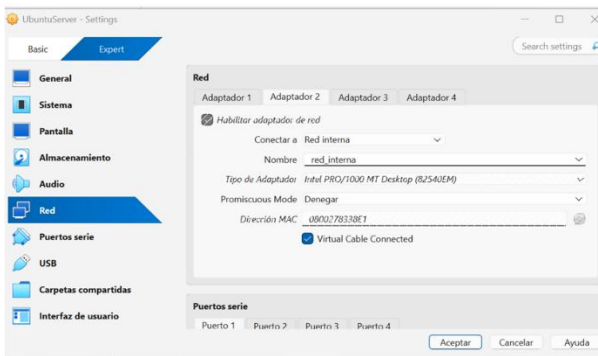 UbuntuServer - Settings
Basic
Expert
Search settings
General
Sistema
Pantalla
Almacenamiento
Audio
Red
Puertos serie
USB
Carpetas compartidas
Interfaz de usuario
Red
Adaptador 1 Adaptador 2 Adaptador 3 Adaptador 4
Habilitar adaptador de red
Conectar a Red interna
Nombre red_interna
Tipo de Adaptador Intel PRO/1000 MT Desktop (82540EM)
Promiscuous Mode Denegar
Dirección MAC 0800278338E1
Virtual Cable Connected
Puertos serie
Puerto 1 Puerto 2 Puerto 3 Puerto 4
Aceptar Cancelar Ayuda